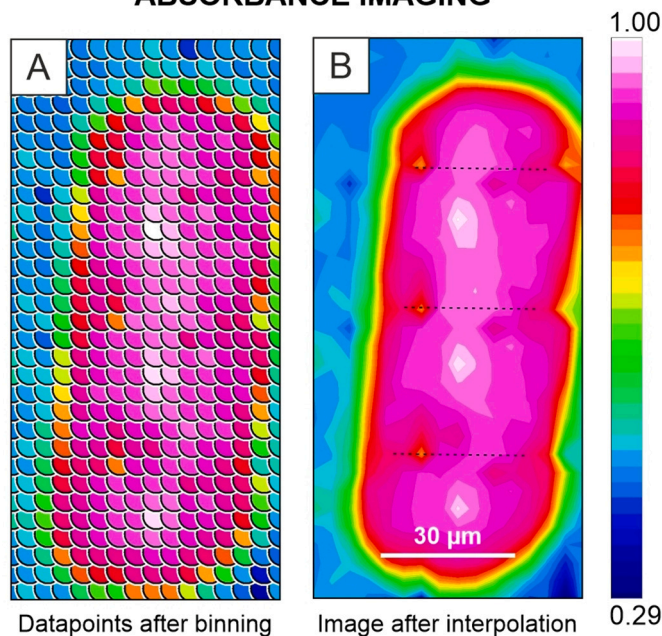 ABSORBANCE IMAGING
1.00
A
B
30 µm
0.29
Datapoints after binning
Image after interpolation